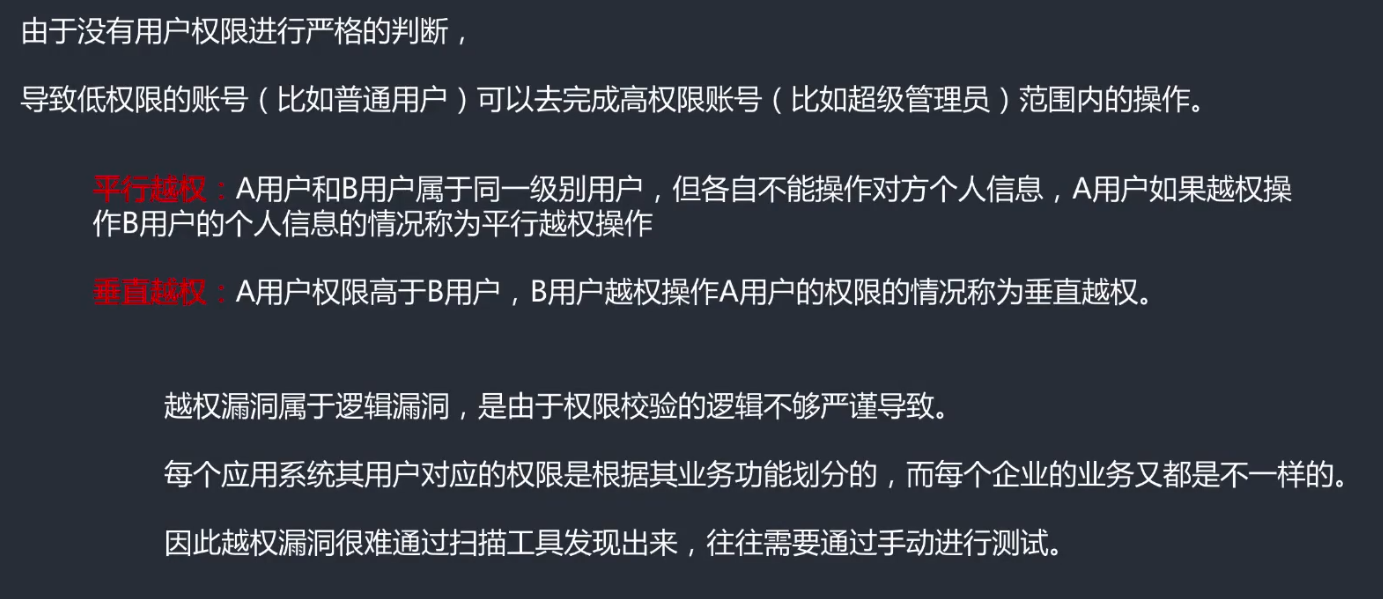 由于没有用户权限进行严格的判断，
导致低权限的账号（比如普通用户）可以去完成高权限账号（比如超级管理员）范围内的操作。
平行越权：A用户和B用户属于同一级别用户，但各自不能操作对方个人信息，A用户如果越权操
作B用户的个人信息的情况称为平行越权操作
垂直越权：A用户权限高于B用户，B用户越权操作A用户的权限的情况称为垂直越权。
越权漏洞属于逻辑漏洞，是由于权限校验的逻辑不够严谨导致。
每个应用系统其用户对应的权限是根据其业务功能划分的，而每个企业的业务又都是不一样的。
因此越权漏洞很难通过扫描工具发现出来，往往需要通过手动进行测试。